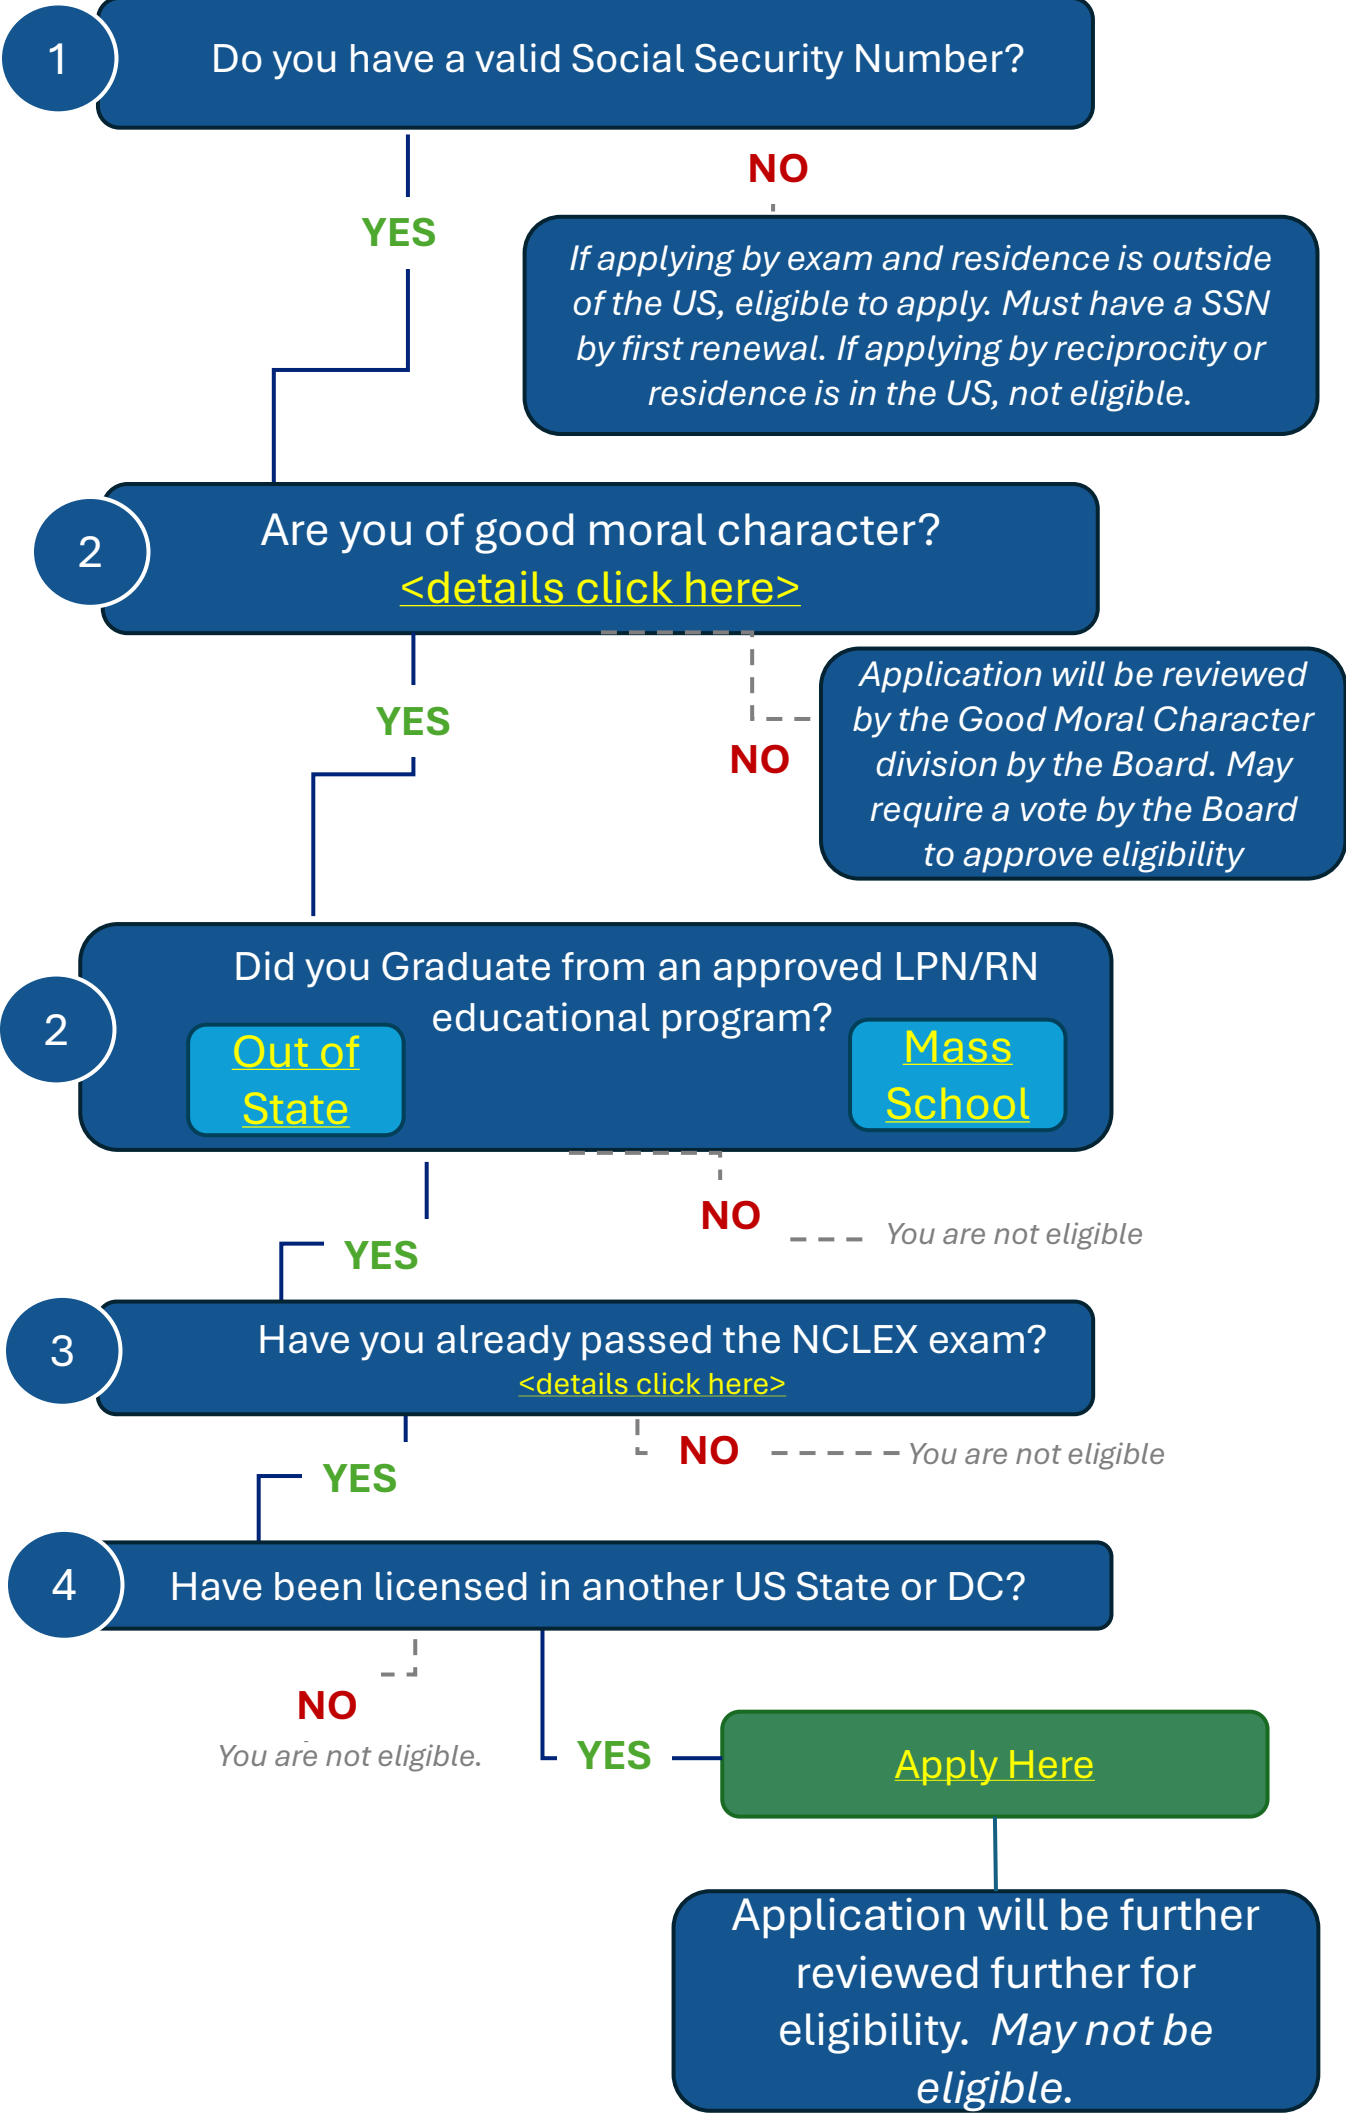 1
Do you have a valid Social Security Number?
NO
YES
If applying by exam and residence is outside
of the US, eligible to apply. Must have a SSN
by first renewal. If applying by reciprocity or
residence is in the US, not eligible.
2
Are you of good moral character?
<details click here>
YES
NO
Application will be reviewed
by the Good Moral Character
division by the Board. May
require a vote by the Board
to approve eligibility
2
Did you Graduate from an approved LPN/RN
educational program?
Out of
State
Mass
School
NO
You are not eligible
YES
3
Have you already passed the NCLEX exam?
<details click here>
NO
You are not eligible
YES
4
Have been licensed in another US State or DC?
NO
You are not eligible.
YES
Apply Here
Application will be further
reviewed further for
eligibility. May not be
eligible.